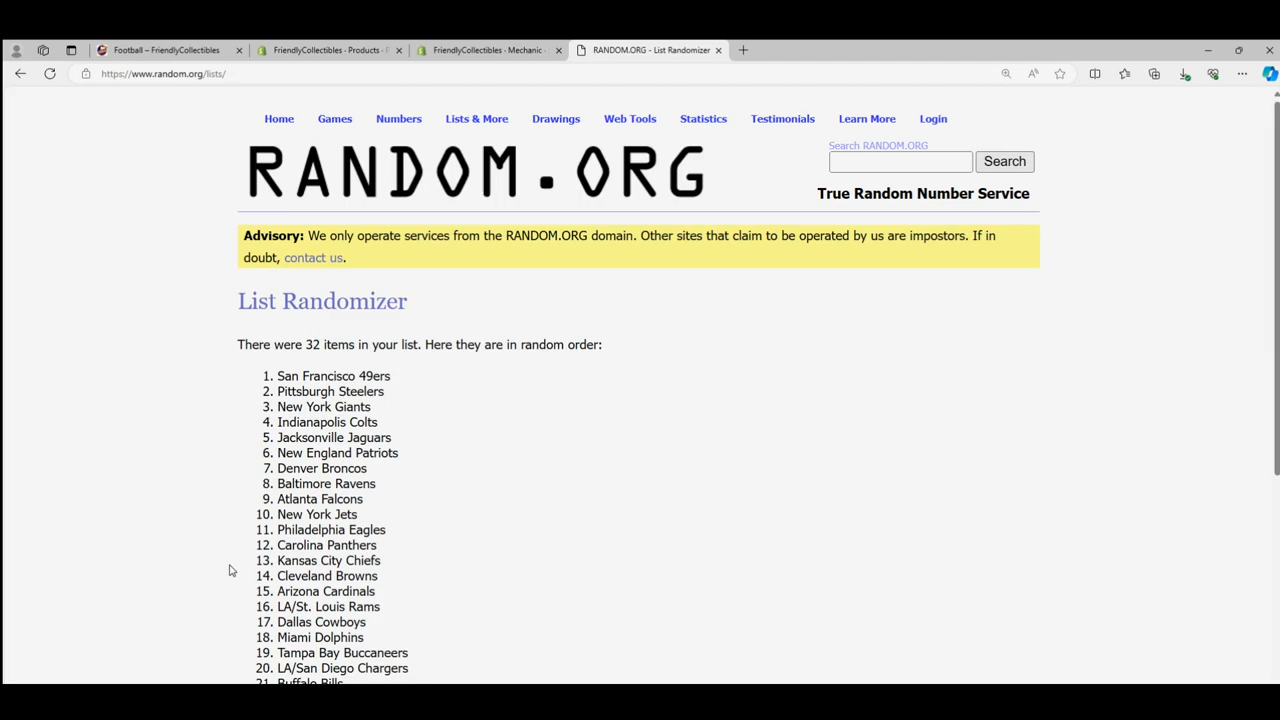 Football – FriendlyCollectibles
FriendlyCollectibles · Products · F
FriendlyCollectibles · Mechanic ·
RANDOM.ORG - List Randomizer
https://www.random.org/lists/
Home Games Numbers Lists & More Drawings Web Tools Statistics Testimonials Learn More Login
RANDOM.ORG
Search RANDOM.ORG
Search
True Random Number Service
Advisory: We only operate services from the RANDOM.ORG domain. Other sites that claim to be operated by us are impostors. If in
doubt, contact us.
List Randomizer
There were 32 items in your list. Here they are in random order:
1. San Francisco 49ers
2. Pittsburgh Steelers
3. New York Giants
4. Indianapolis Colts
5. Jacksonville Jaguars
6. New England Patriots
7. Denver Broncos
8. Baltimore Ravens
9. Atlanta Falcons
10. New York Jets
11. Philadelphia Eagles
12. Carolina Panthers
13. Kansas City Chiefs
14. Cleveland Browns
15. Arizona Cardinals
16. LA/St. Louis Rams
17. Dallas Cowboys
18. Miami Dolphins
19. Tampa Bay Buccaneers
20. LA/San Diego Chargers
21. Buffalo Bills